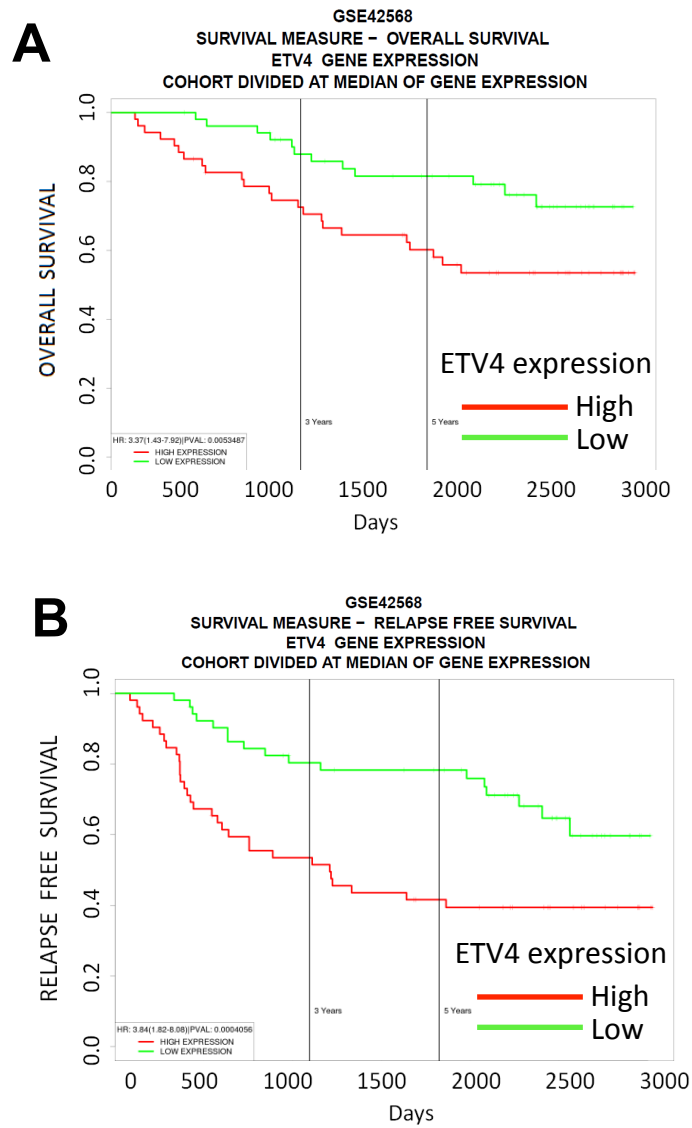 A
GSE42568
SURVIVAL MEASURE − OVERALL SURVIVAL
ETV4 GENE EXPRESSION
COHORT DIVIDED AT MEDIAN OF GENE EXPRESSION
OVERALL SURVIVAL
1.0
0.8
0.6
0.4
0.2
0.0
ETV4 expression
High
Low
3 Years
5 Years
HR: 3.37(1.43-7.92)|PVAL: 0.0053487
HIGH EXPRESSION
LOW EXPRESSION
0 500 1000 1500 2000 2500 3000
Days
B
GSE42568
SURVIVAL MEASURE − RELAPSE FREE SURVIVAL
ETV4 GENE EXPRESSION
COHORT DIVIDED AT MEDIAN OF GENE EXPRESSION
RELAPSE FREE SURVIVAL
1.0
0.8
0.6
0.4
0.2
0.0
ETV4 expression
High
Low
3 Years
5 Years
HR: 3.84(1.82-8.08)|PVAL: 0.0004056
HIGH EXPRESSION
LOW EXPRESSION
0 500 1000 1500 2000 2500 3000
Days